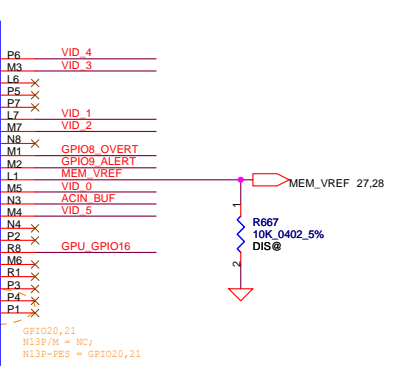 P6 VID_4
M3 VID_3
L6
P5
P7
L7 VID_1
M7 VID_2
N8
M1 GPIO8_OVERT
M2 GPIO9_ALERT
L1 MEM_VREF MEM_VREF 27,28
M5 VID_0
N3 ACIN_BUF
M4 VID_5
N4
P2
R8 GPU_GPIO16
M6
R1
P3
P4
P1
1
R667
10K_0402_5%
DIS@
2
GPIO20,21
N13P/M = NC;
N13P-PES = GPIO20,21